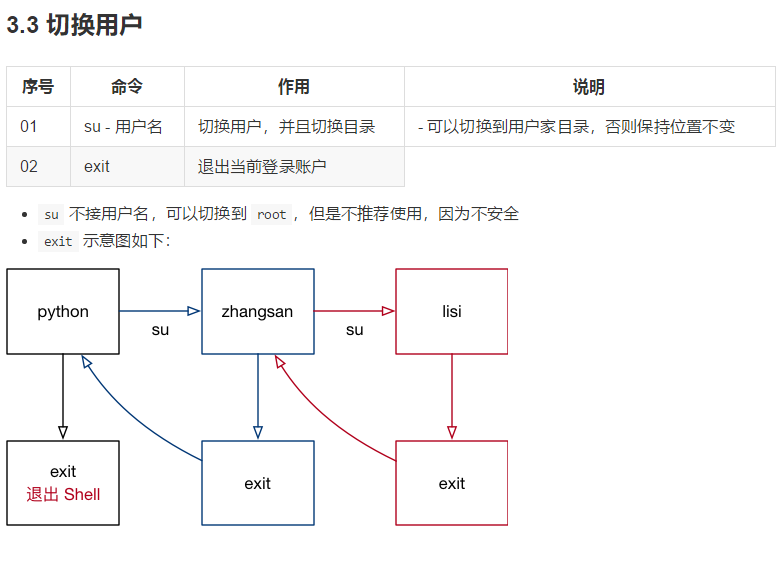 3.3 切换用户
序号 命令 作用 说明
01 su - 用户名 切换用户，并且切换目录 - 可以切换到用户家目录，否则保持位置不变
02 exit 退出当前登录账户
• su 不接用户名，可以切换到 root，但是不推荐使用，因为不安全
• exit 示意图如下：
python zhangsan lisi
su su
exit
退出 Shell
exit exit